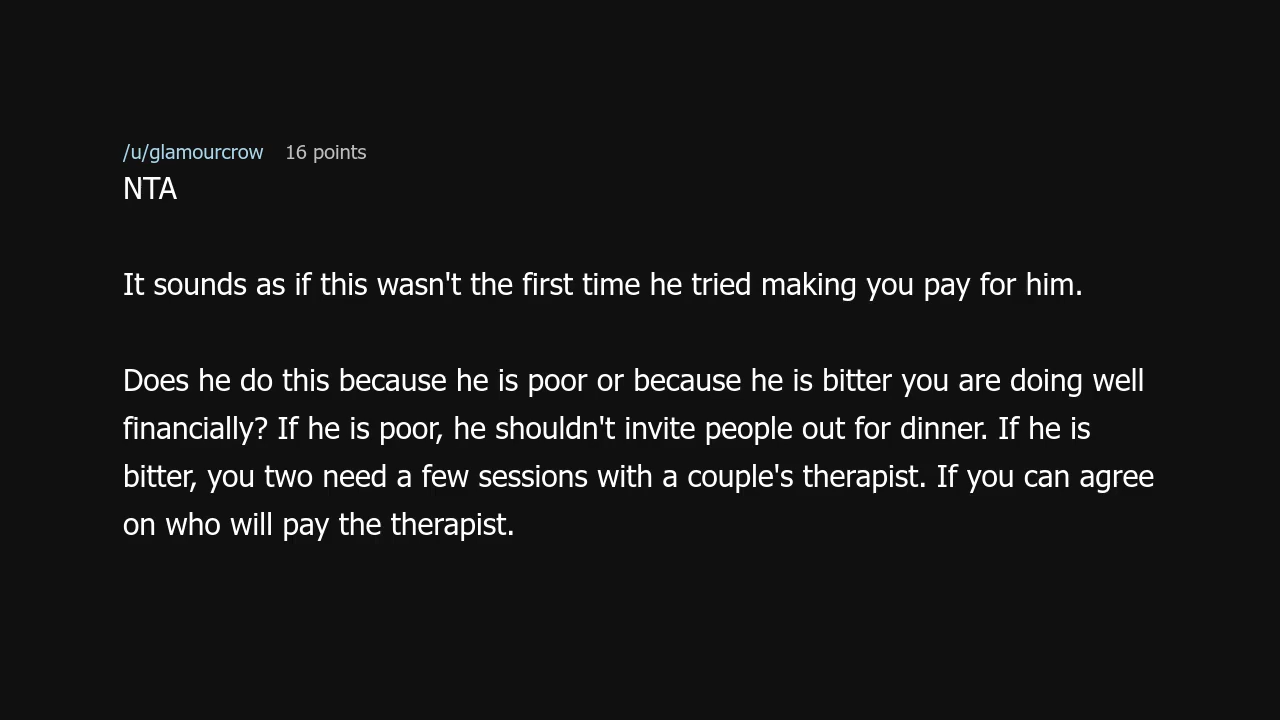 /u/glamourcrow 16 points
NTA
It sounds as if this wasn't the first time he tried making you pay for him.
Does he do this because he is poor or because he is bitter you are doing well
financially? If he is poor, he shouldn't invite people out for dinner. If he is
bitter, you two need a few sessions with a couple's therapist. If you can agree
on who will pay the therapist.